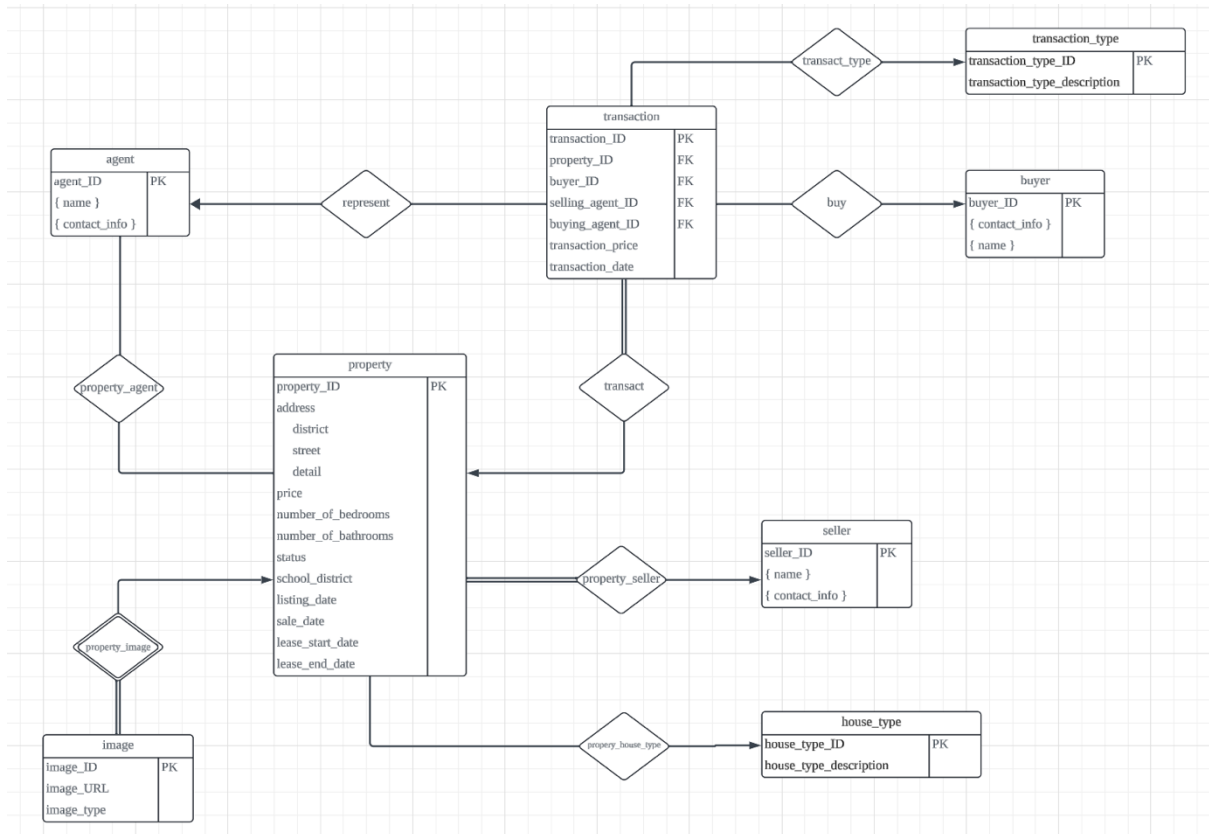 transaction_type
transaction_type_ID PK
transaction_type_description
transact_type
transaction
transaction_ID PK
property_ID FK
buyer_ID FK
selling_agent_ID FK
buying_agent_ID FK
transaction_price
transaction_date
agent
agent_ID PK
{ name }
{ contact_info }
represent
buy
buyer
buyer_ID PK
{ contact_info }
{ name }
property_agent
property
property_ID PK
address
district
street
detail
price
number_of_bedrooms
number_of_bathrooms
status
school_district
listing_date
sale_date
lease_start_date
lease_end_date
transact
property_seller
seller
seller_ID PK
{ name }
{ contact_info }
property_image
image
image_ID PK
image_URL
image_type
propery_house_type
house_type
house_type_ID PK
house_type_description